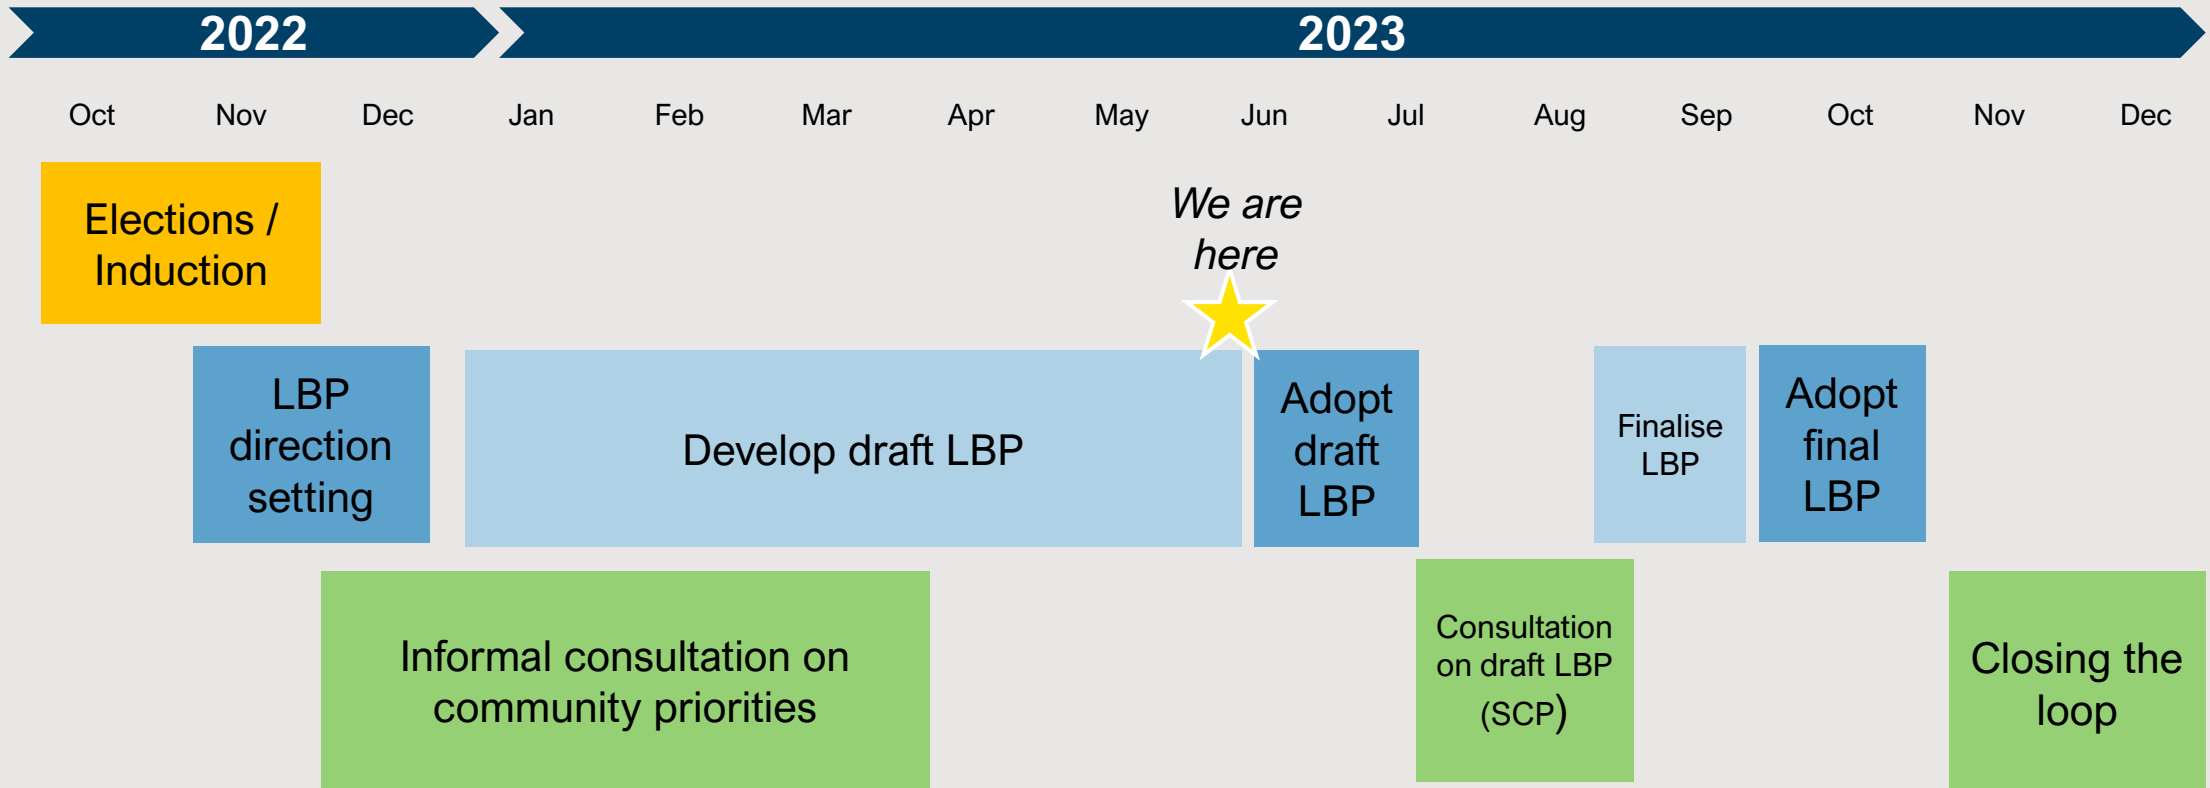 2022
2023
Oct Nov Dec Jan Feb Mar Apr May Jun Jul Aug Sep Oct Nov Dec
Elections /
Induction
We are
here
LBP
direction
setting
Develop draft LBP
Adopt
draft
LBP
Finalise
LBP
Adopt
final
LBP
Informal consultation on
community priorities
Consultation
on draft LBP
(SCP)
Closing the
loop